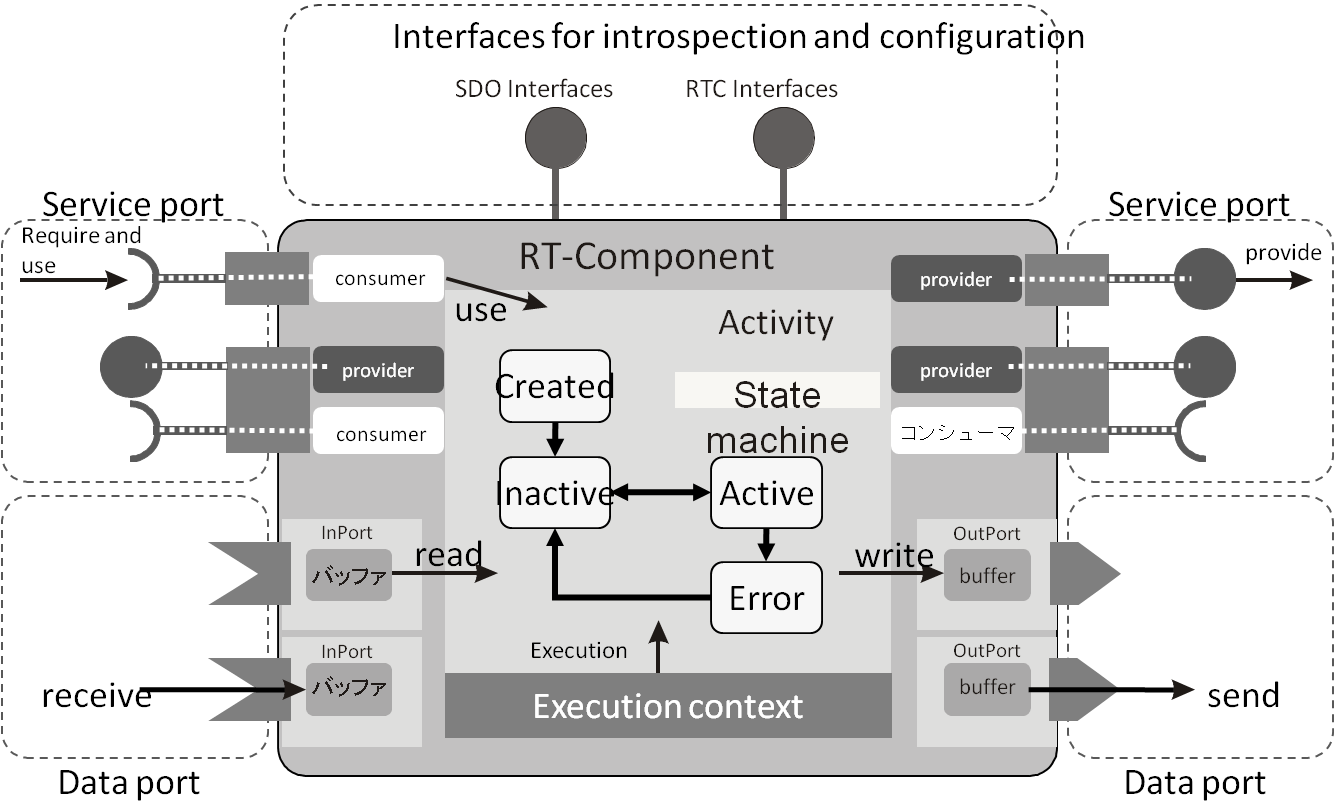 Interfaces for introspection and configuration
SDO Interfaces
RTC Interfaces
Service port
Require and
use
consumer
provider
consumer
RT-Component
use
Activity
Created
State
machine
Inactive
Active
Error
Execution
Execution context
Service port
provider
provide
provider
コンシューマ
InPort
バッファ
read
InPort
バッファ
receive
Data port
write
OutPort
buffer
OutPort
buffer
send
Data port